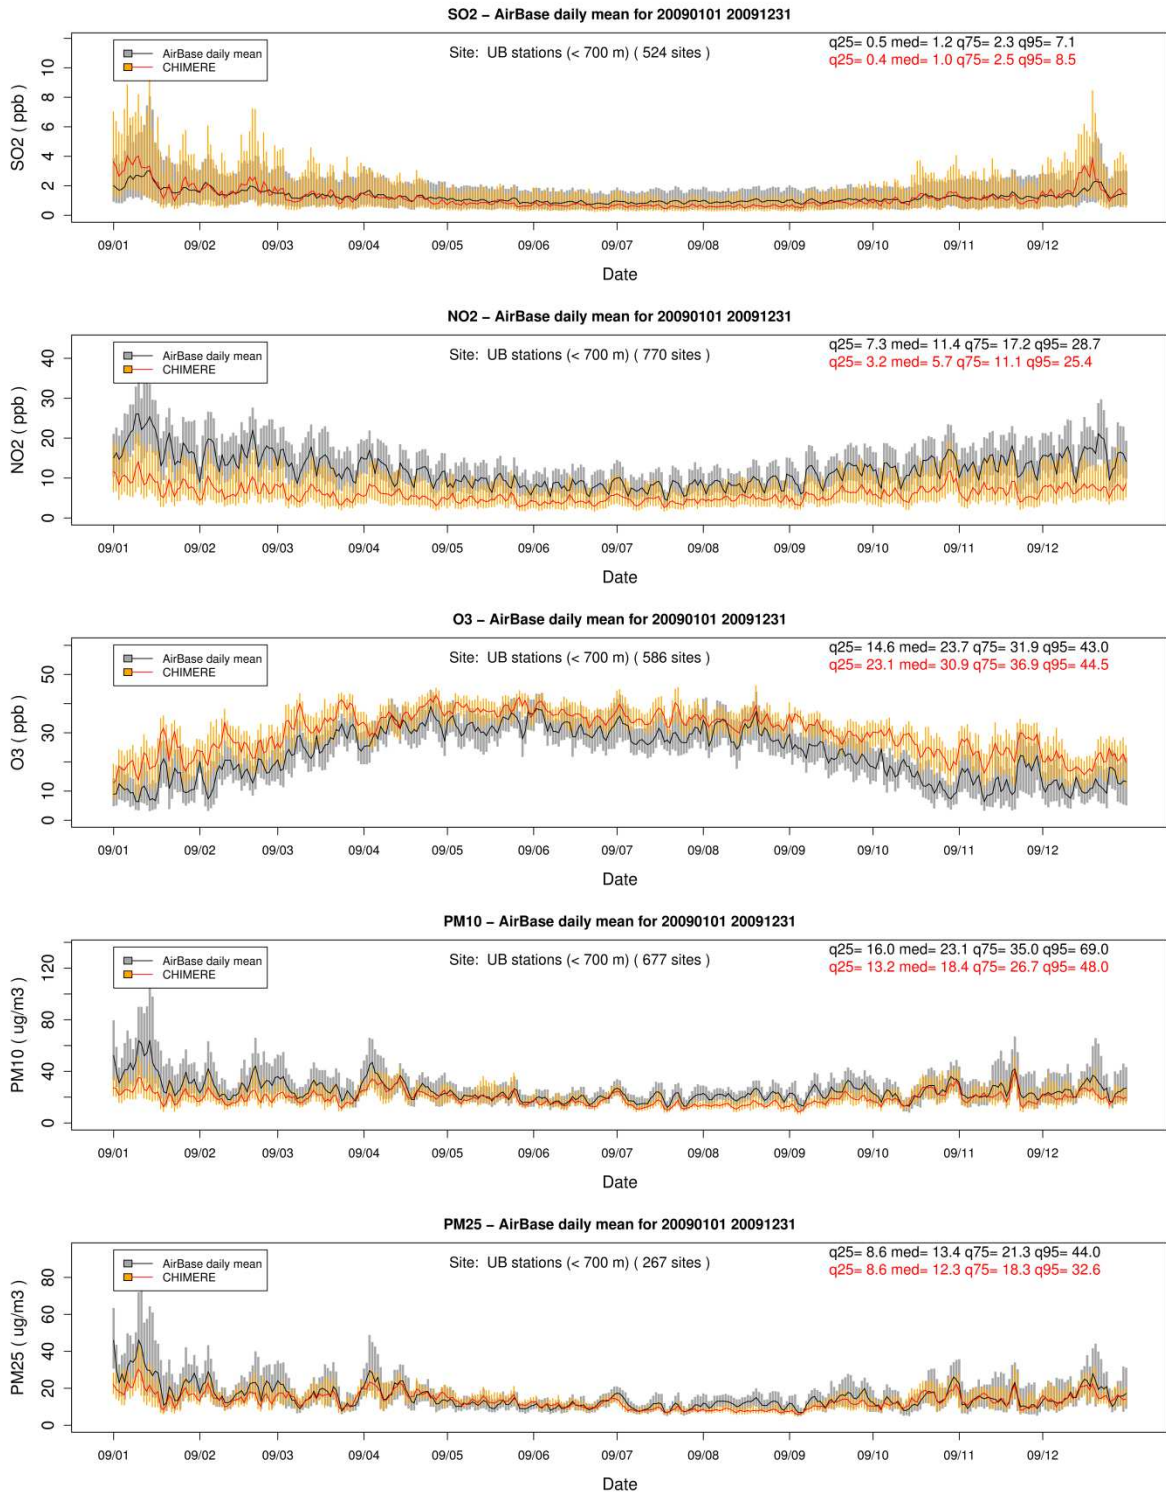 SO2 − AirBase daily mean for 20090101 20091231
AirBase daily mean
CHIMERE
Site: UB stations (< 700 m) ( 524 sites )
q25= 0.5 med= 1.2 q75= 2.3 q95= 7.1
q25= 0.4 med= 1.0 q75= 2.5 q95= 8.5
SO2 ( ppb )
10
8
6
4
2
0
09/01 09/02 09/03 09/04 09/05 09/06 09/07 09/08 09/09 09/10 09/11 09/12
Date
NO2 − AirBase daily mean for 20090101 20091231
AirBase daily mean
CHIMERE
Site: UB stations (< 700 m) ( 770 sites )
q25= 7.3 med= 11.4 q75= 17.2 q95= 28.7
q25= 3.2 med= 5.7 q75= 11.1 q95= 25.4
NO2 ( ppb )
40
30
20
10
0
09/01 09/02 09/03 09/04 09/05 09/06 09/07 09/08 09/09 09/10 09/11 09/12
Date
O3 − AirBase daily mean for 20090101 20091231
AirBase daily mean
CHIMERE
Site: UB stations (< 700 m) ( 586 sites )
q25= 14.6 med= 23.7 q75= 31.9 q95= 43.0
q25= 23.1 med= 30.9 q75= 36.9 q95= 44.5
O3 ( ppb )
50
30
10
0
09/01 09/02 09/03 09/04 09/05 09/06 09/07 09/08 09/09 09/10 09/11 09/12
Date
PM10 − AirBase daily mean for 20090101 20091231
AirBase daily mean
CHIMERE
Site: UB stations (< 700 m) ( 677 sites )
q25= 16.0 med= 23.1 q75= 35.0 q95= 69.0
q25= 13.2 med= 18.4 q75= 26.7 q95= 48.0
PM10 ( ug/m3 )
120
80
40
0
09/01 09/02 09/03 09/04 09/05 09/06 09/07 09/08 09/09 09/10 09/11 09/12
Date
PM25 − AirBase daily mean for 20090101 20091231
AirBase daily mean
CHIMERE
Site: UB stations (< 700 m) ( 267 sites )
q25= 8.6 med= 13.4 q75= 21.3 q95= 44.0
q25= 8.6 med= 12.3 q75= 18.3 q95= 32.6
PM25 ( ug/m3 )
80
60
40
20
0
09/01 09/02 09/03 09/04 09/05 09/06 09/07 09/08 09/09 09/10 09/11 09/12
Date